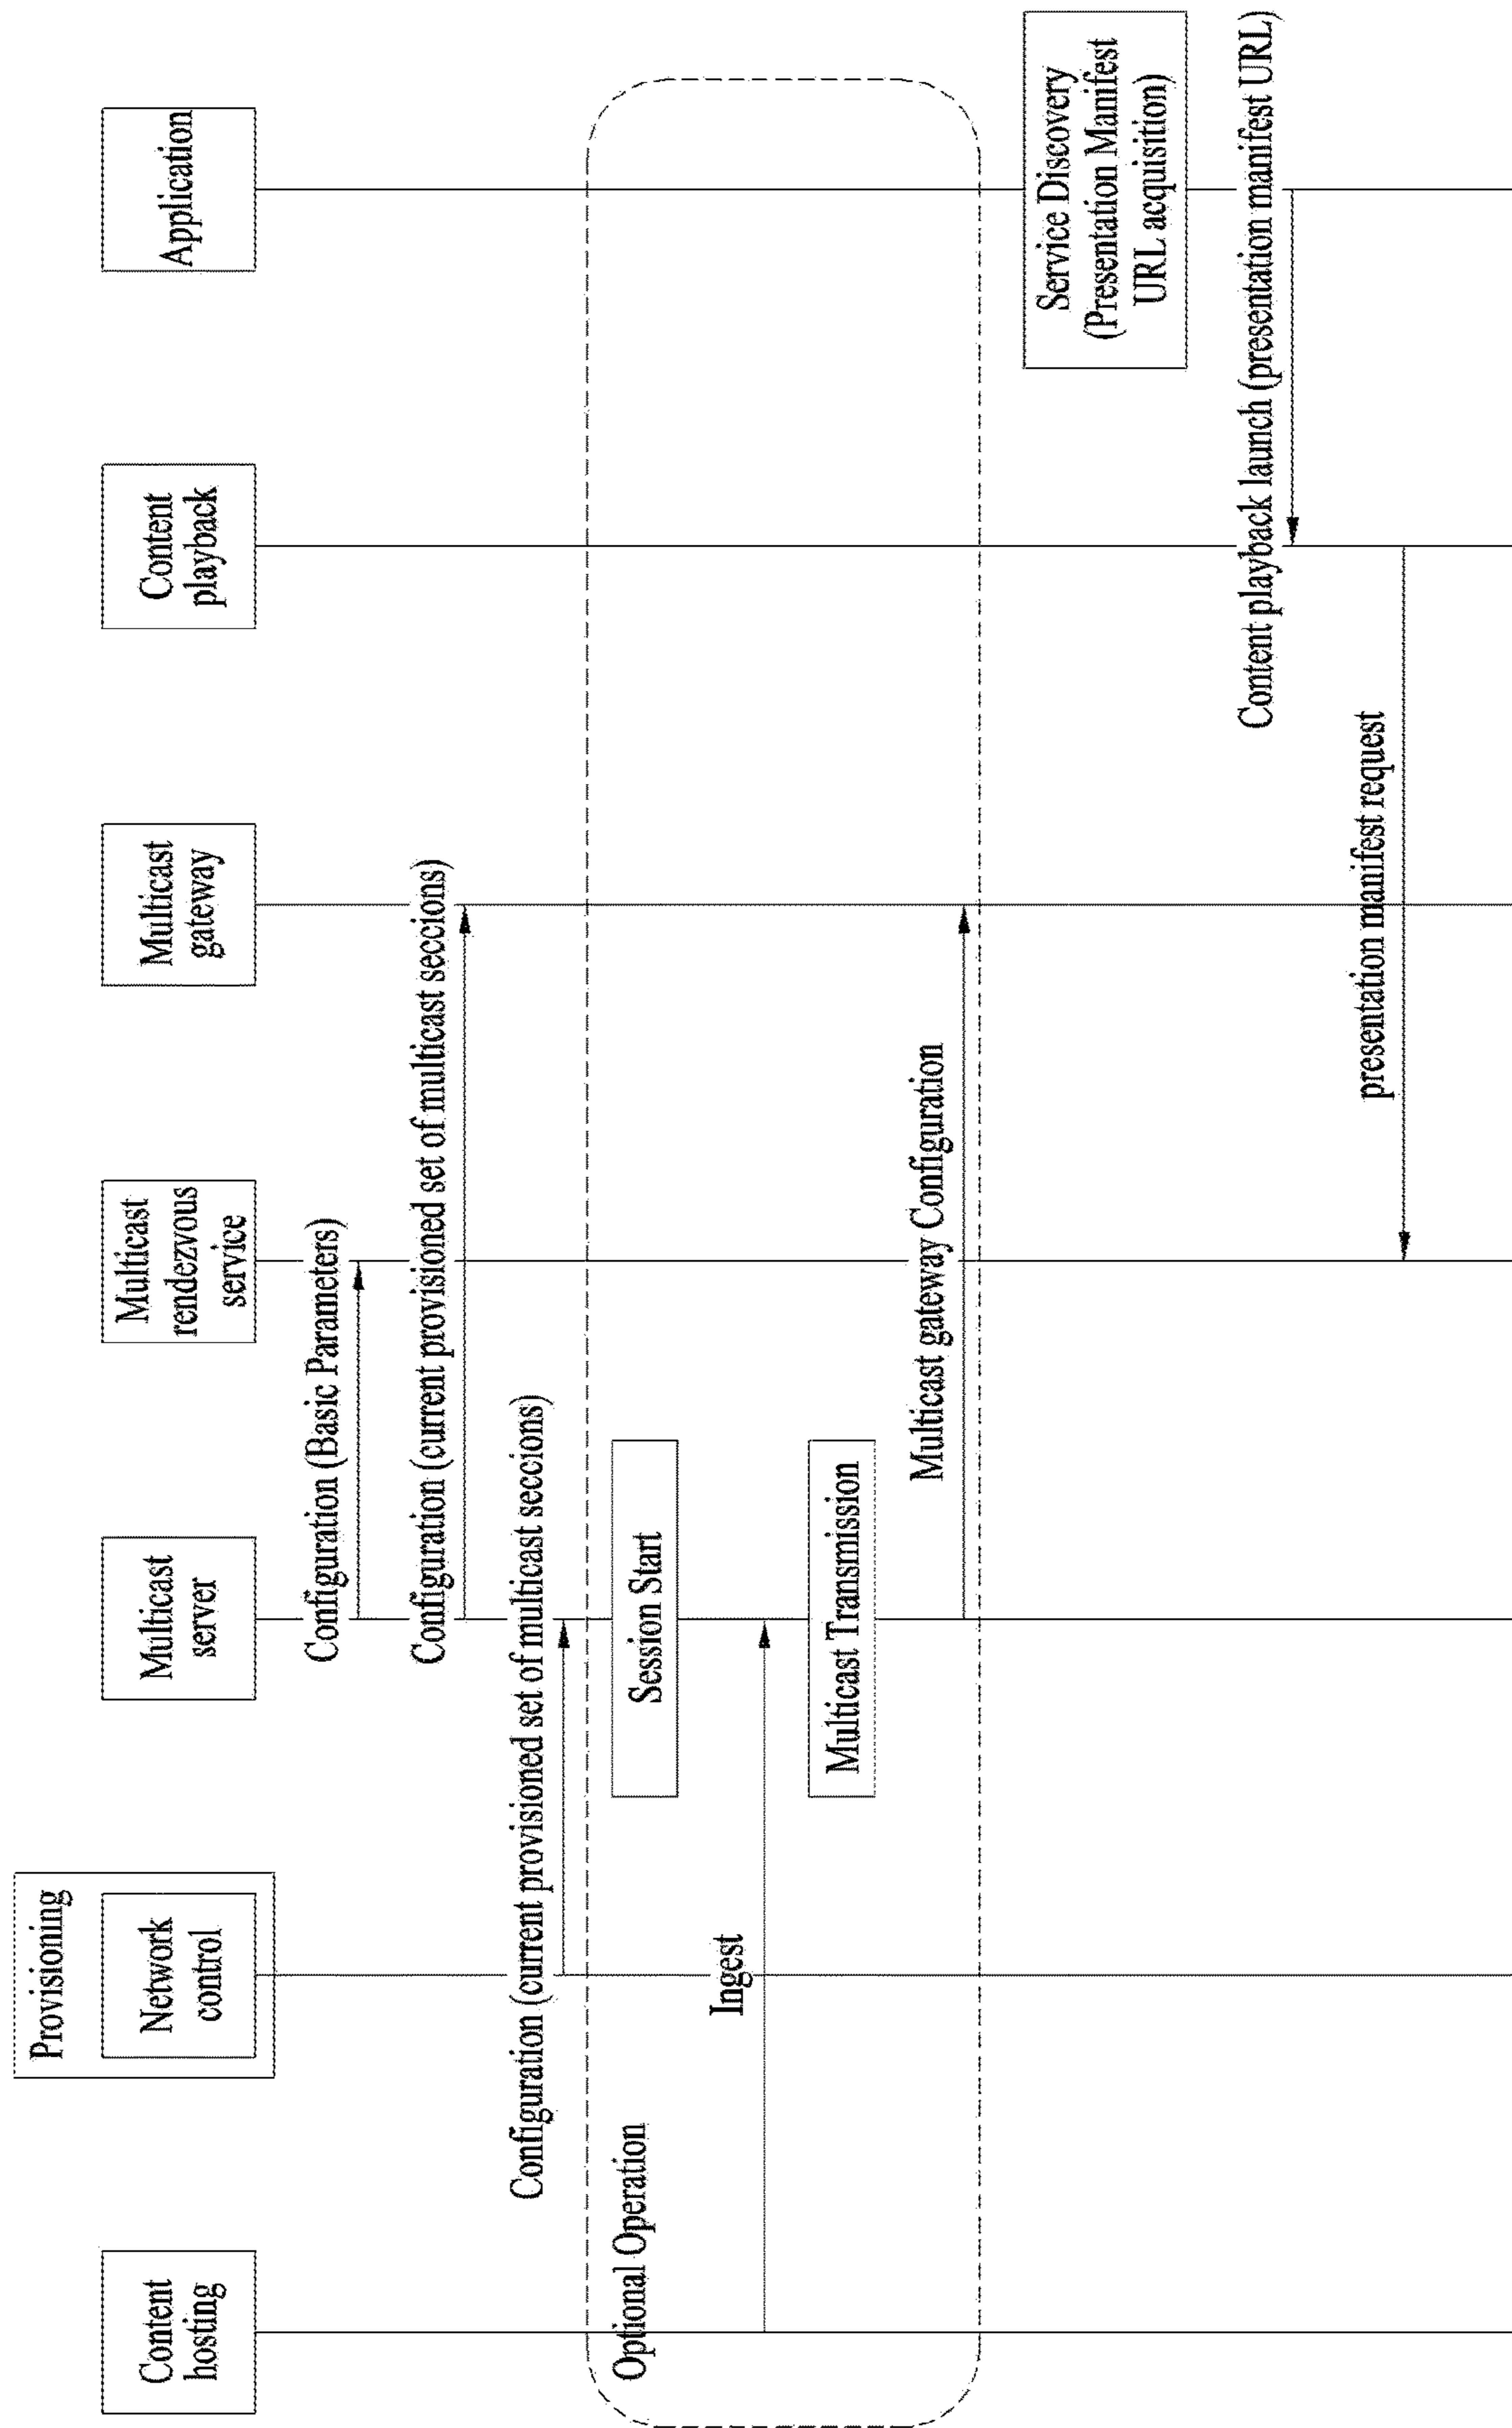 Provisioning
Content
hosting
Network
control
Multicast
server
Multicast
rendezvous
service
Multicast
gateway
Content
playback
Application
Configuration (Basic Parameters)
Configuration (current provisioned set of multicast seccions)
Configuration (current provisioned set of multicast seccions)
Optional Operation
Session Start
Ingest
Multicast Transmission
Multicast gateway Configuration
Service Discovery
(Presentation Manifest
URL acquisition)
Content playback launch (presentation manifest URL)
presentation manifest request